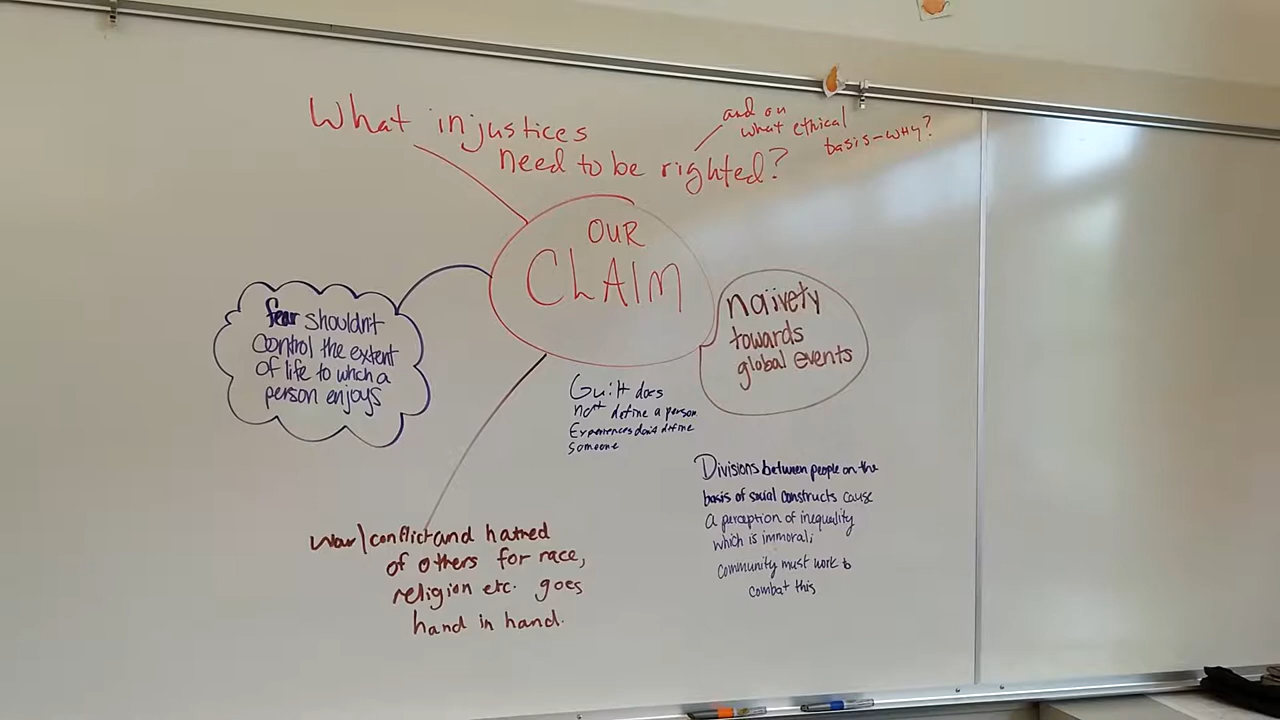 What injustices
need to be righted?
and on
what ethical
basis-why?
OUR
CLAIM
fear shouldn't
control the extent
of life to which a
person enjoys
naïivety
towards
global events
Guilt does
not define a person
Experiences don't define
someone
Divisions between people on the
basis of social constructs cause
a perception of inequality
which is immoral;
community must work to
combat this
war/conflict and hatred
of others for race,
religion etc. goes
hand in hand.